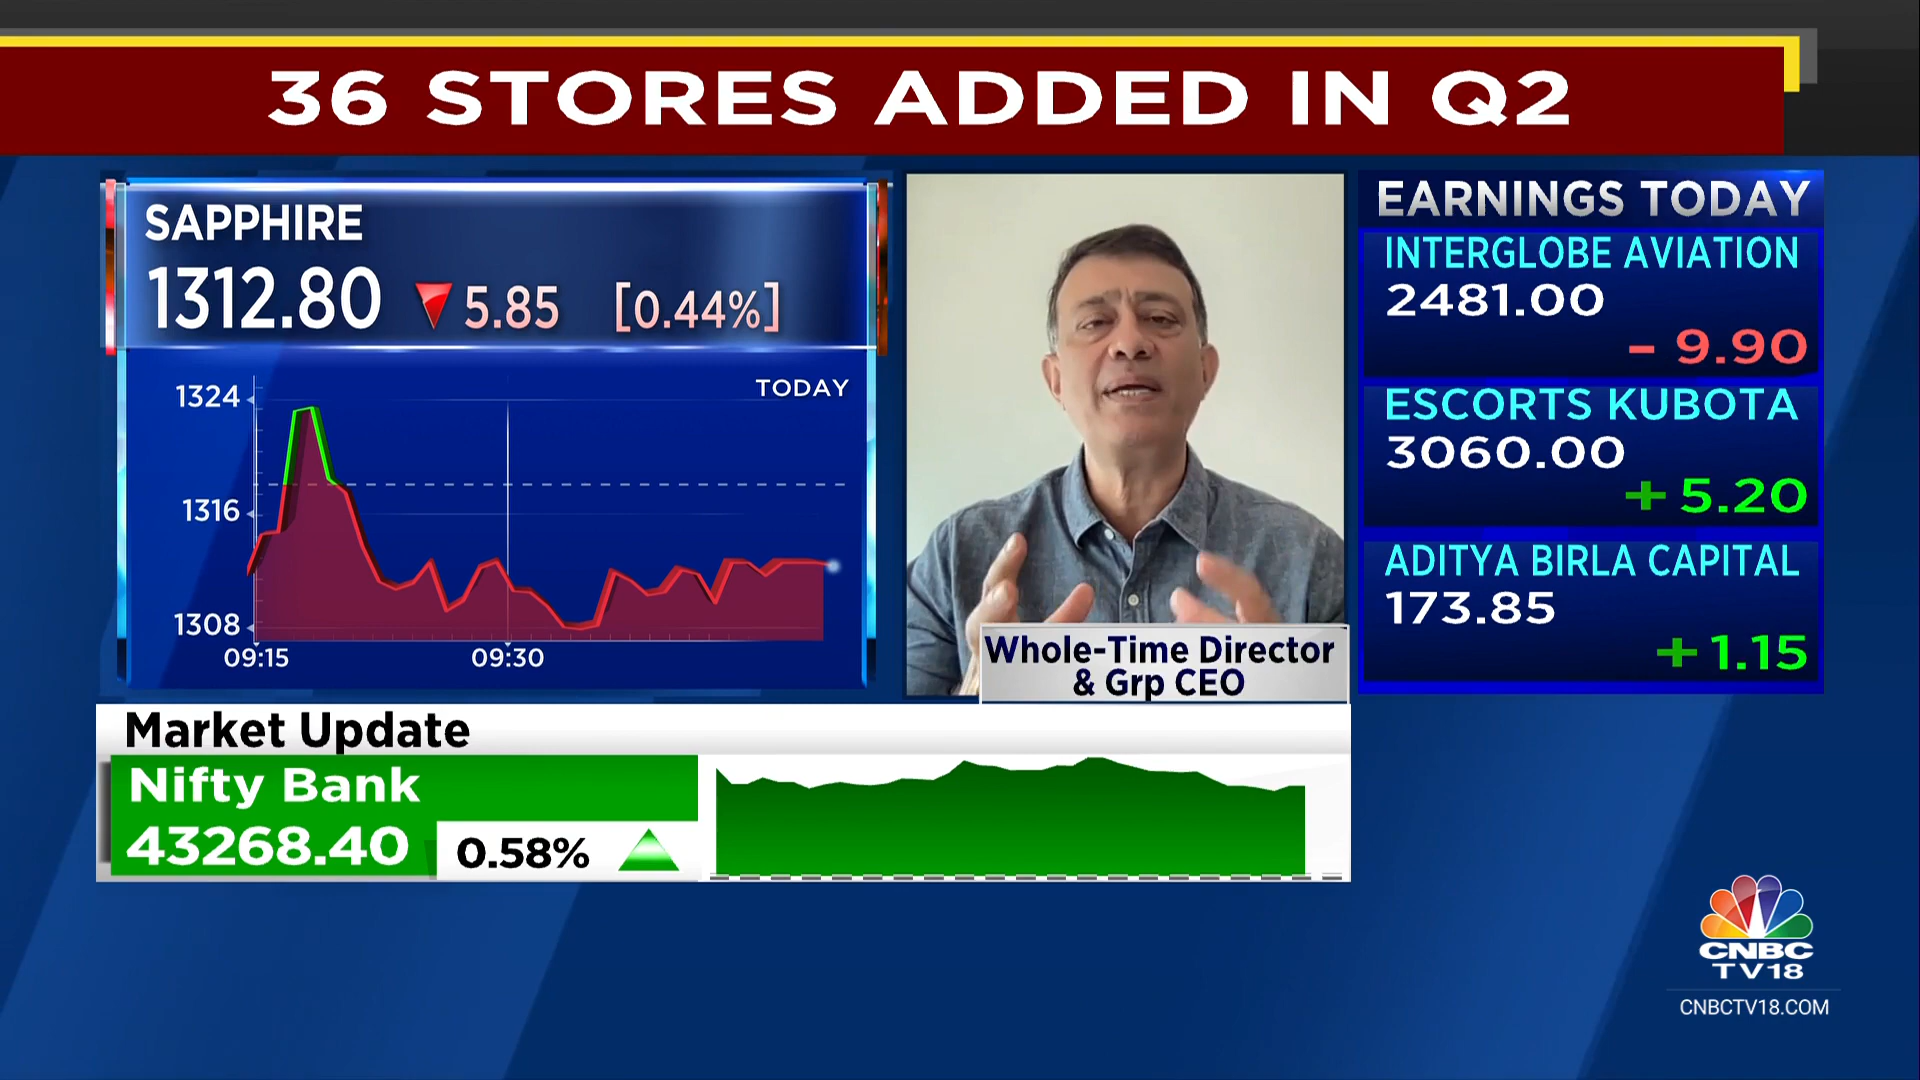 36 STORES ADDED IN Q2
SAPPHIRE
1312.80 5.85 [0.44%]
TODAY
1324
1316
1308
09:15 09:30
Whole-Time Director
& Grp CEO
EARNINGS TODAY
INTERGLOBE AVIATION
2481.00
- 9.90
ESCORTS KUBOTA
3060.00
+ 5.20
ADITYA BIRLA CAPITAL
173.85
+ 1.15
Market Update
Nifty Bank
43268.40 0.58%
CNBC
TV18
CNBCTV18.COM